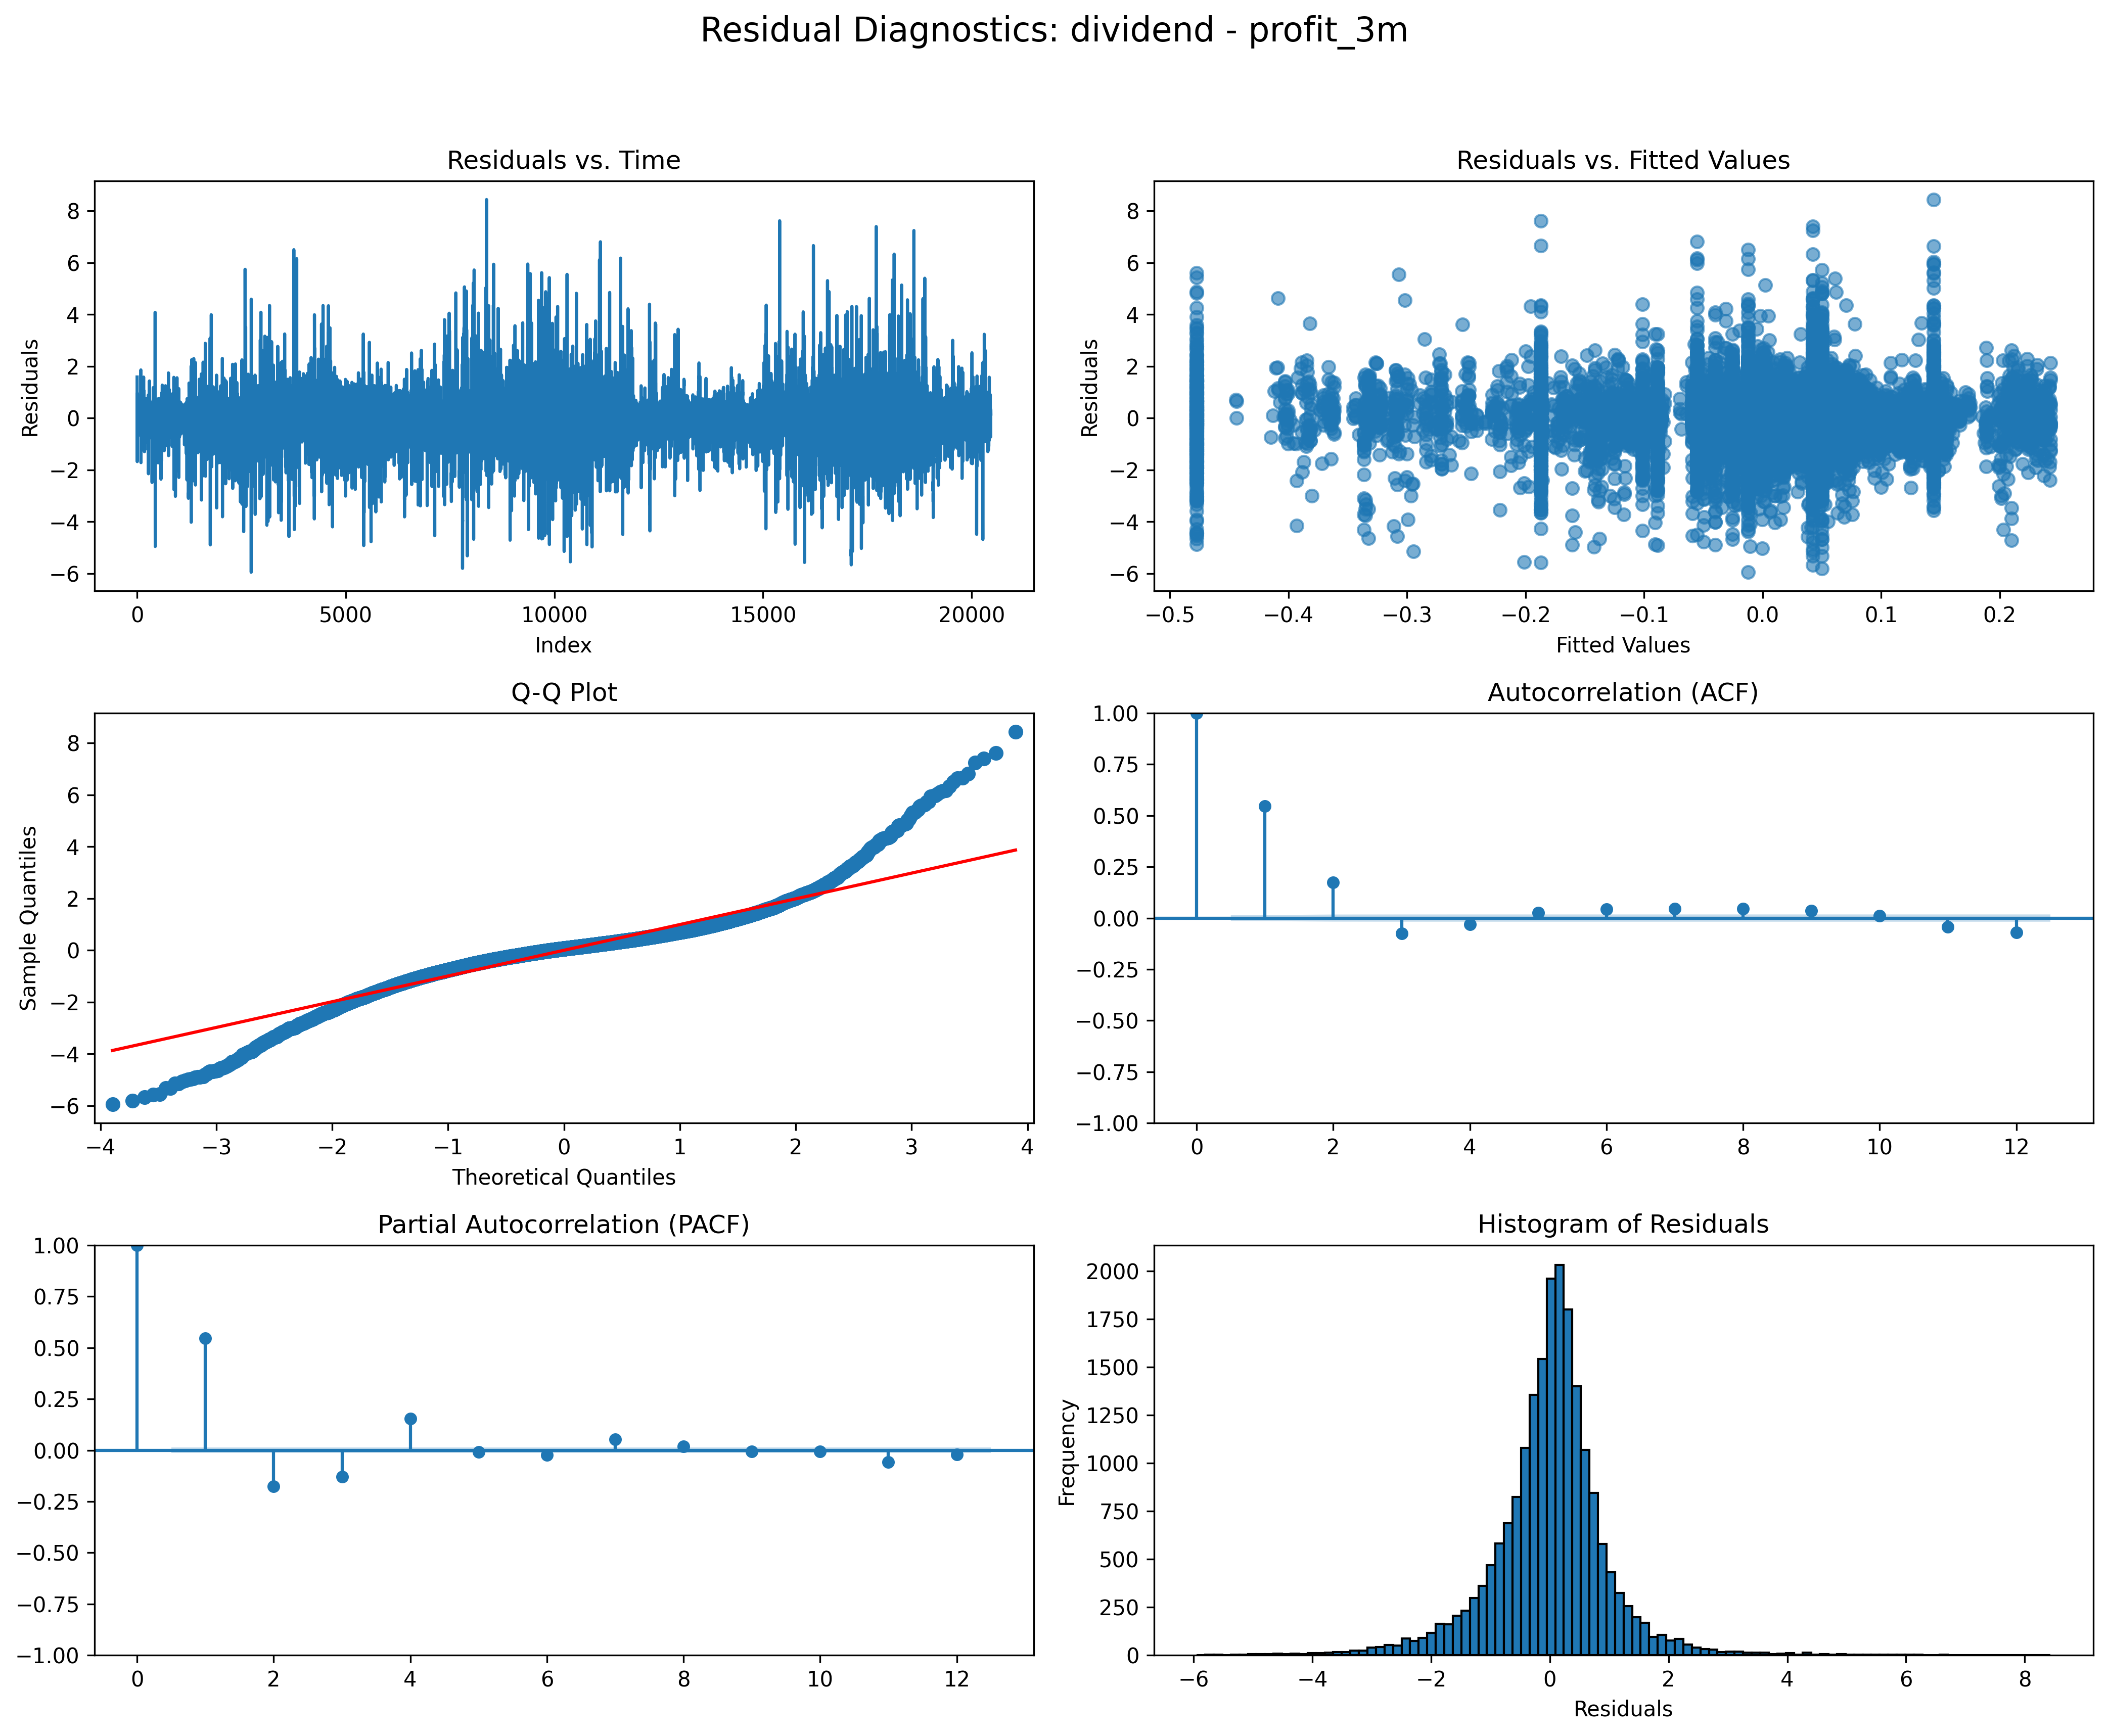 Residual Diagnostics: dividend - profit_3m
Residuals vs. Time
Residuals
8
6
4
2
0
−2
−4
−6
0 5000 10000 15000 20000
Index
Residuals vs. Fitted Values
Residuals
8
6
4
2
0
−2
−4
−6
−0.5 −0.4 −0.3 −0.2 −0.1 0.0 0.1 0.2
Fitted Values
Q-Q Plot
Sample Quantiles
8
6
4
2
0
−2
−4
−6
−4 −3 −2 −1 0 1 2 3 4
Theoretical Quantiles
Autocorrelation (ACF)
1.00
0.75
0.50
0.25
0.00
−0.25
−0.50
−0.75
−1.00
0 2 4 6 8 10 12
Partial Autocorrelation (PACF)
1.00
0.75
0.50
0.25
0.00
−0.25
−0.50
−0.75
−1.00
0 2 4 6 8 10 12
Histogram of Residuals
Frequency
2000
1750
1500
1250
1000
750
500
250
0
−6 −4 −2 0 2 4 6 8
Residuals